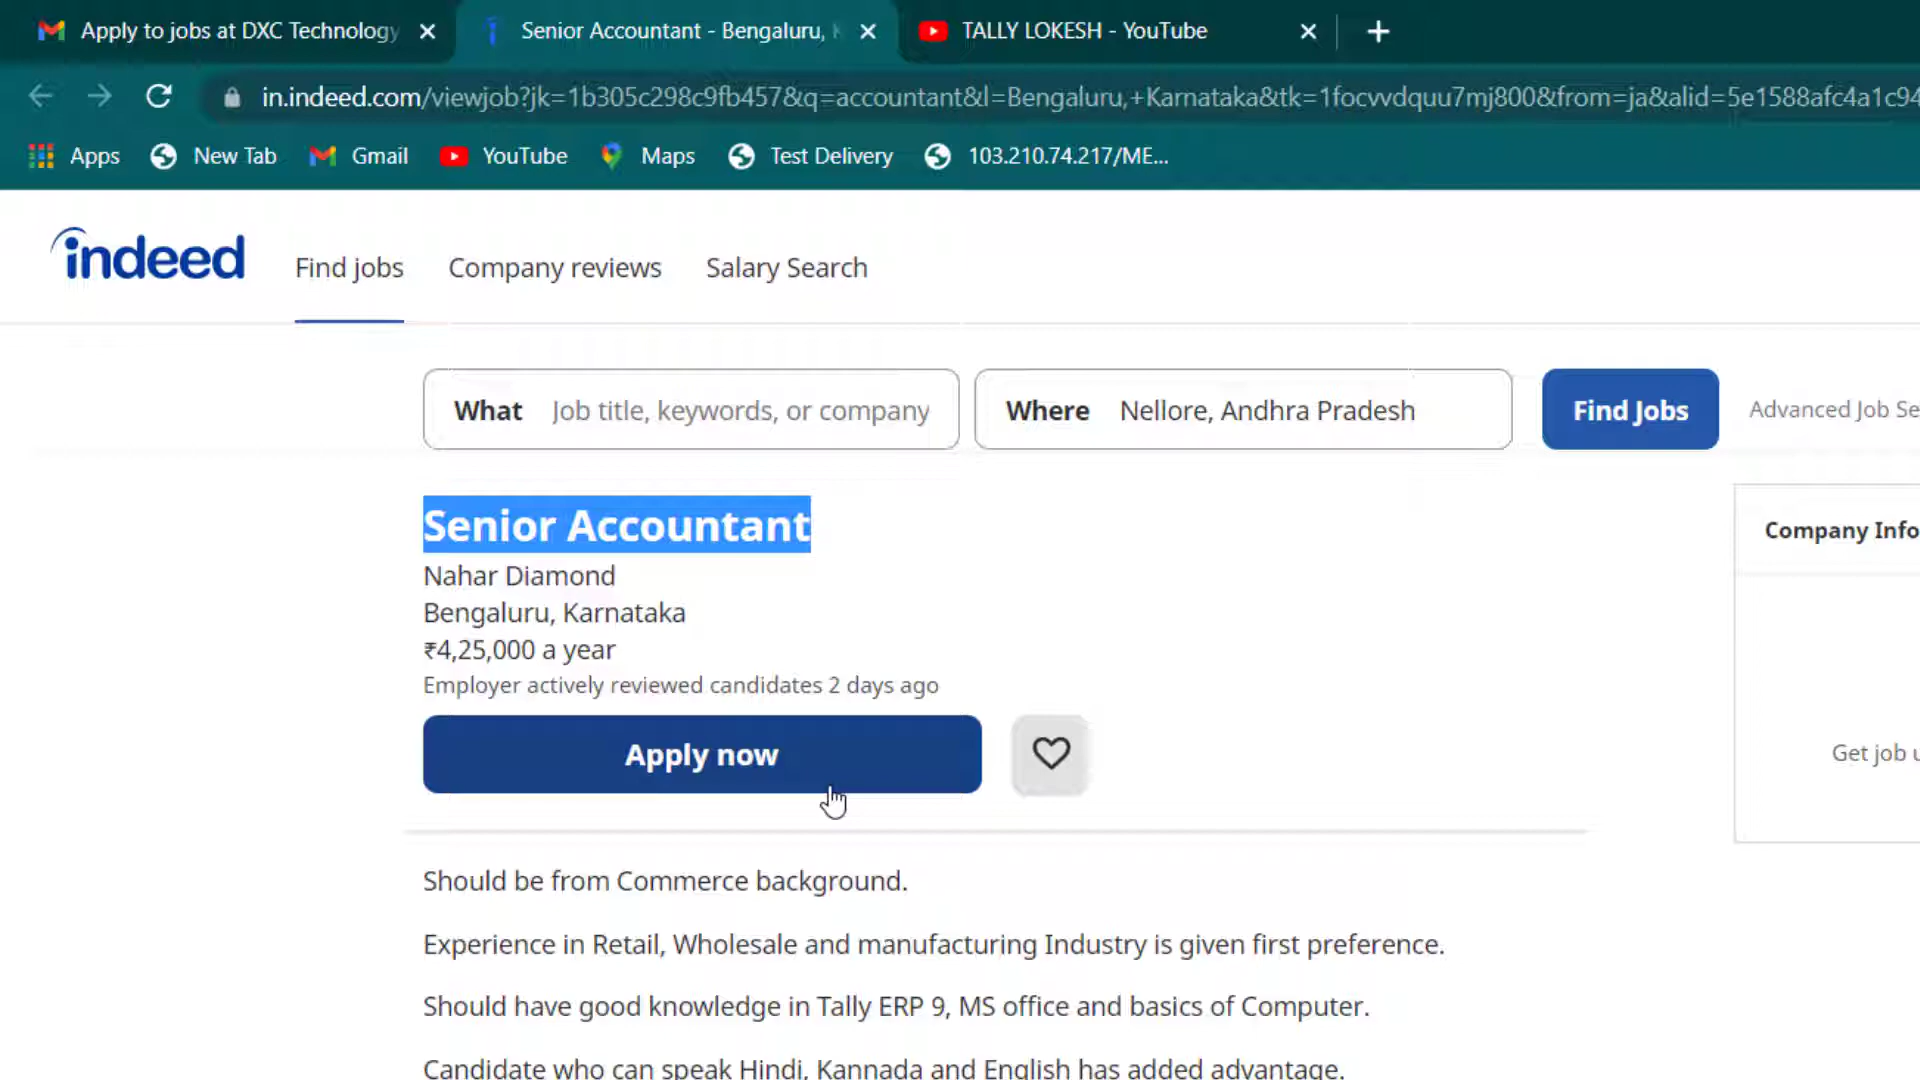 Apply to jobs at DXC Technology
Senior Accountant - Bengaluru,
TALLY LOKESH - YouTube
in.indeed.com/viewjob?jk=1b305c298c9fb457&q=accountant&l=Bengaluru,+Karnataka&tk=1focvvdquu7mj800&from=ja&alid=5e1588afc4a1c94
Apps New Tab Gmail YouTube Maps Test Delivery 103.210.74.217/ME...
indeed Find jobs Company reviews Salary Search
What Job title, keywords, or company Where Nellore, Andhra Pradesh Find Jobs Advanced Job Se
Senior Accountant
Company Info
Nahar Diamond
Bengaluru, Karnataka
₹4,25,000 a year
Employer actively reviewed candidates 2 days ago
Apply now
Get job u
Should be from Commerce background.
Experience in Retail, Wholesale and manufacturing Industry is given first preference.
Should have good knowledge in Tally ERP 9, MS office and basics of Computer.
Candidate who can speak Hindi, Kannada and English has added advantage.